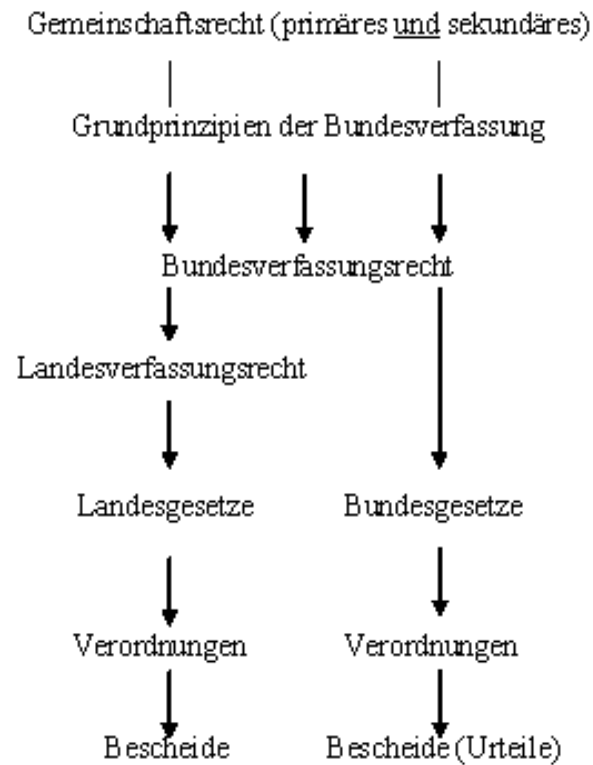 Gemeinschaftsrecht (primäres und sekundäres)
Grundprinzipien der Bundesverfassung
Bundesverfassungsrecht
Landesverfassungsrecht
Landesgesetze Bundesgesetze
Verordnungen Verordnungen
Bescheide Bescheide (Urteile)